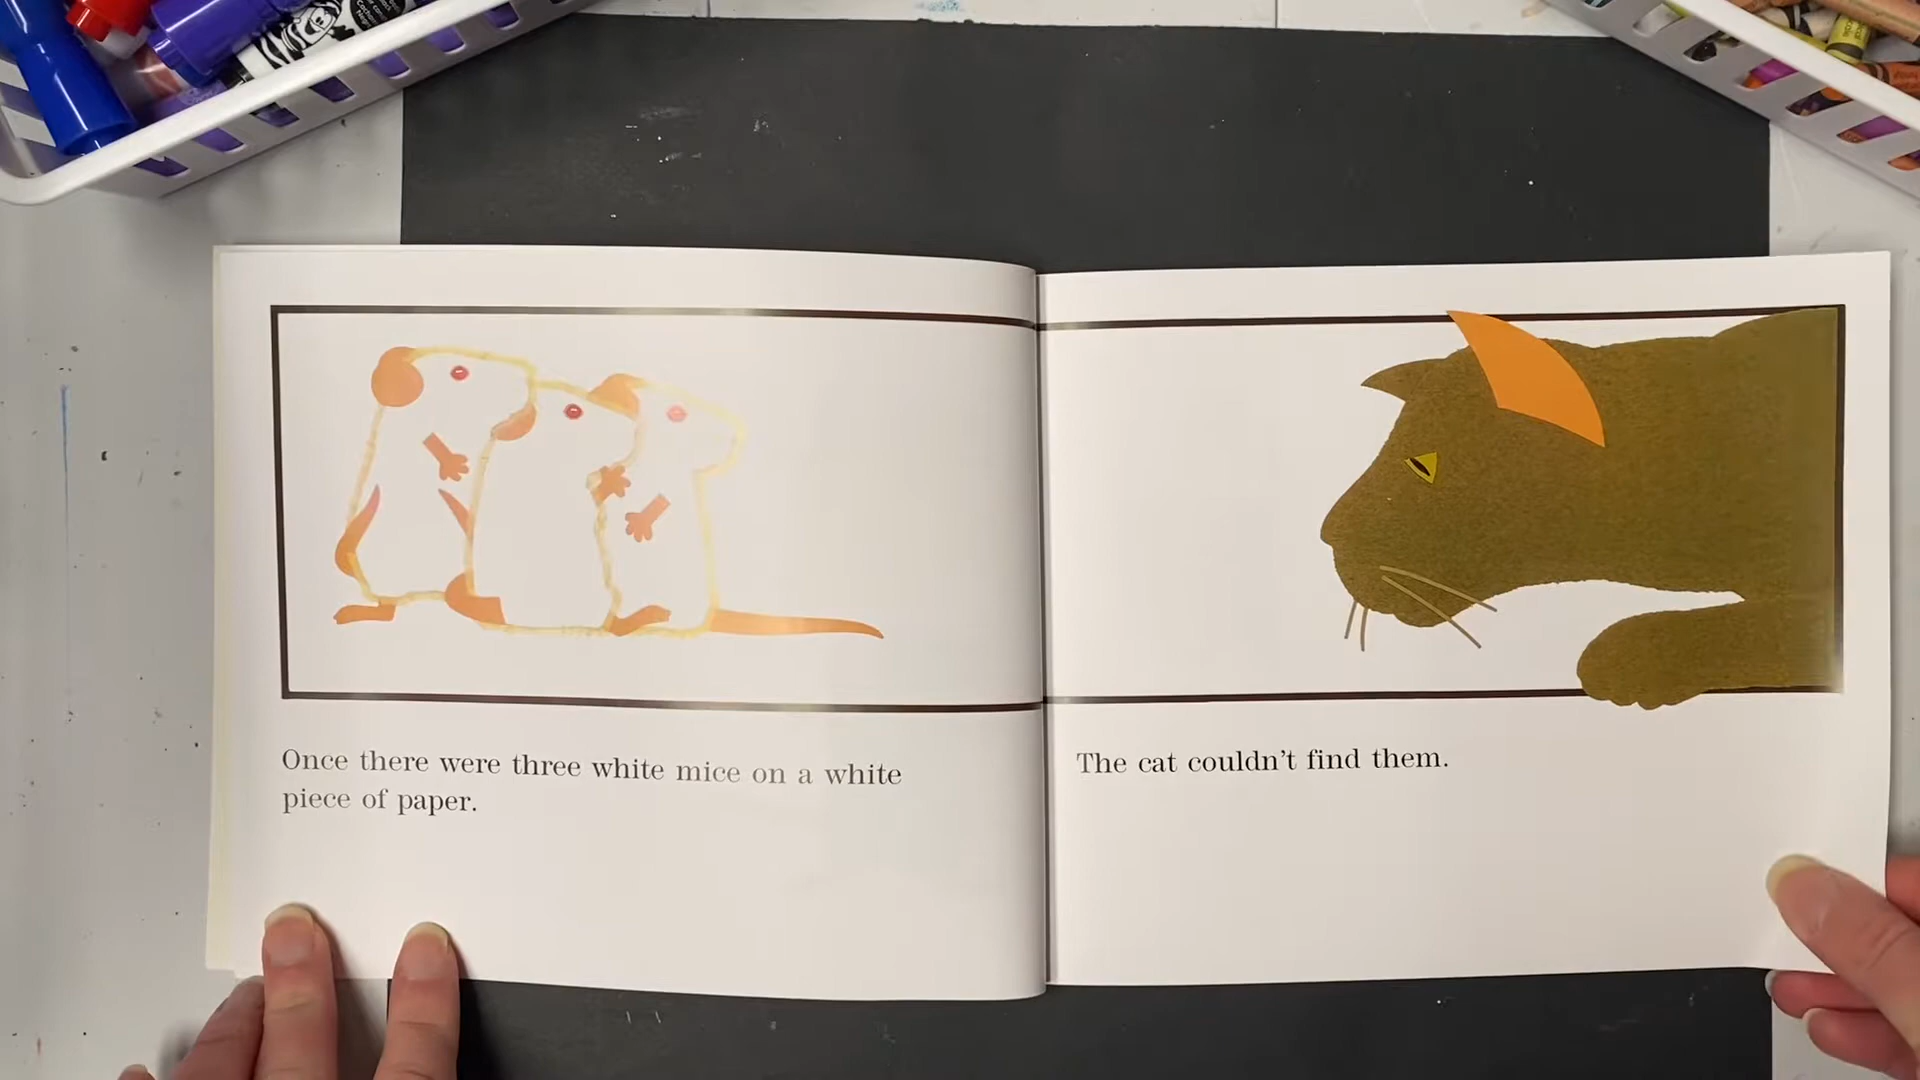 Once there were three white mice on a white
piece of paper.
The cat couldn't find them.